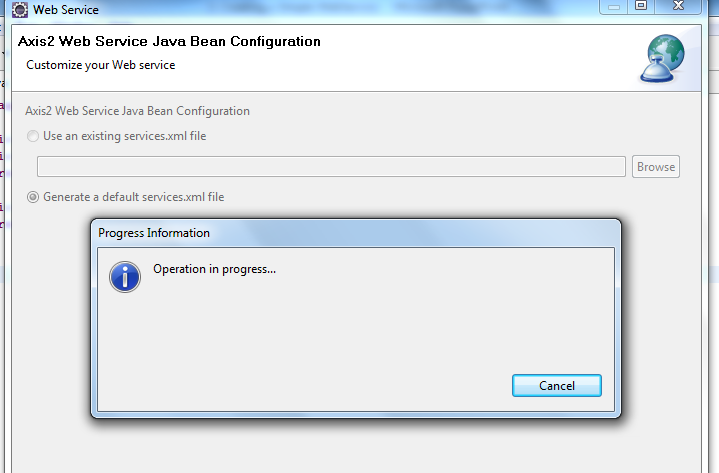 Web Service
Axis2 Web Service Java Bean Configuration
Customize your Web service
Axis2 Web Service Java Bean Configuration
Use an existing services.xml file
Browse
Generate a default services.xml file
Progress Information
Operation in progress...
Cancel